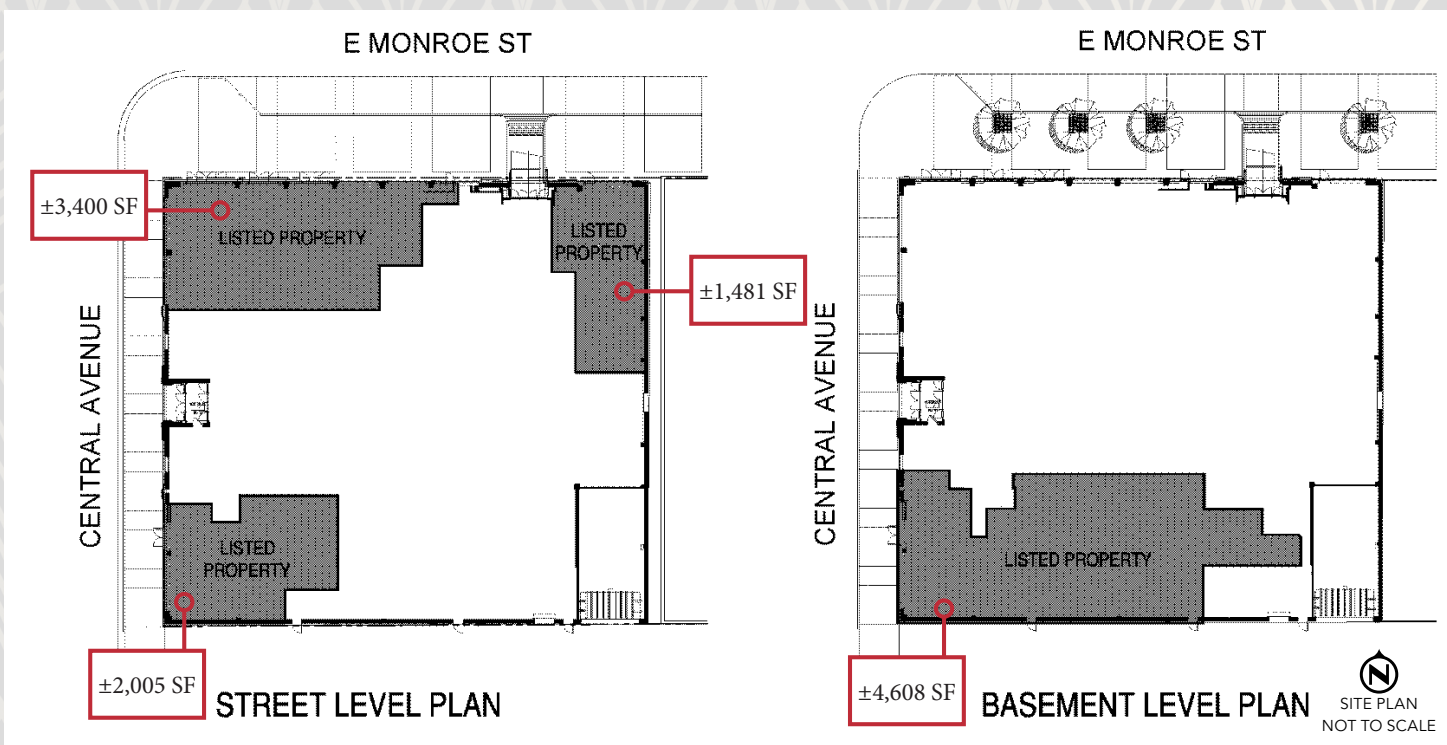 E MONROE ST
±3,400 SF
LISTED PROPERTY
LISTED
PROPERTY
±1,481 SF
CENTRAL AVENUE
LISTED
PROPERTY
±2,005 SF
STREET LEVEL PLAN
E MONROE ST
CENTRAL AVENUE
LISTED PROPERTY
±4,608 SF
BASEMENT LEVEL PLAN
N
SITE PLAN
NOT TO SCALE